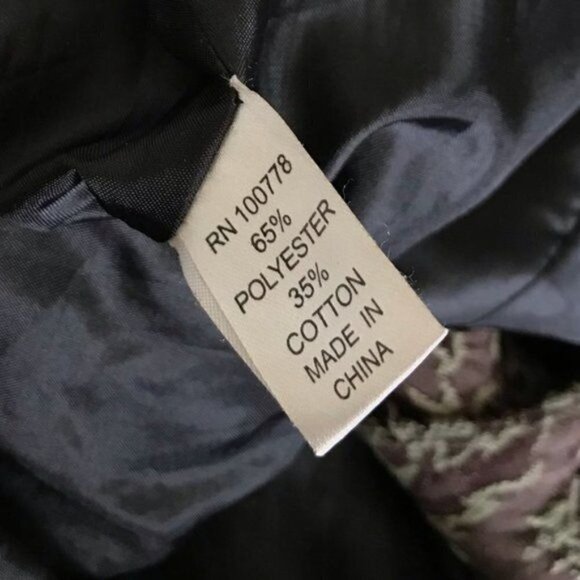 RN 100778
65%
POLYESTER
35%
COTTON
MADE IN
CHINA